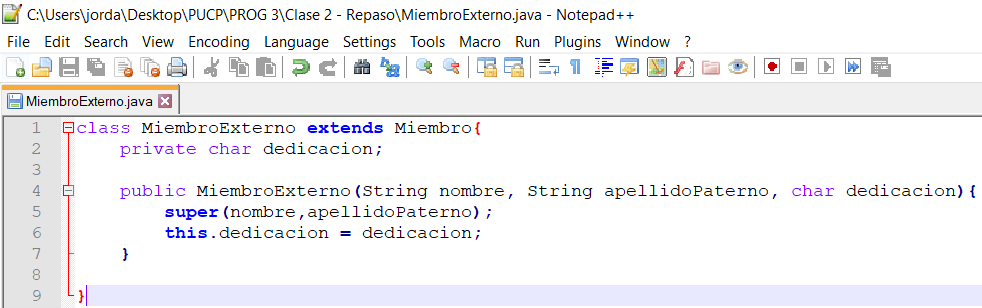 C:\Users\jorda\Desktop\PUCP\PROG 3\Clase 2 - Repaso\MiembroExterno.java - Notepad++
File Edit Search View Encoding Language Settings Tools Macro Run Plugins Window ?
MiembroExterno.java
1 class MiembroExterno extends Miembro{
2 private char dedicacion;
3
4 public MiembroExterno(String nombre, String apellidoPaterno, char dedicacion){
5 super(nombre,apellidoPaterno);
6 this.dedicacion = dedicacion;
7 }
8
9 }